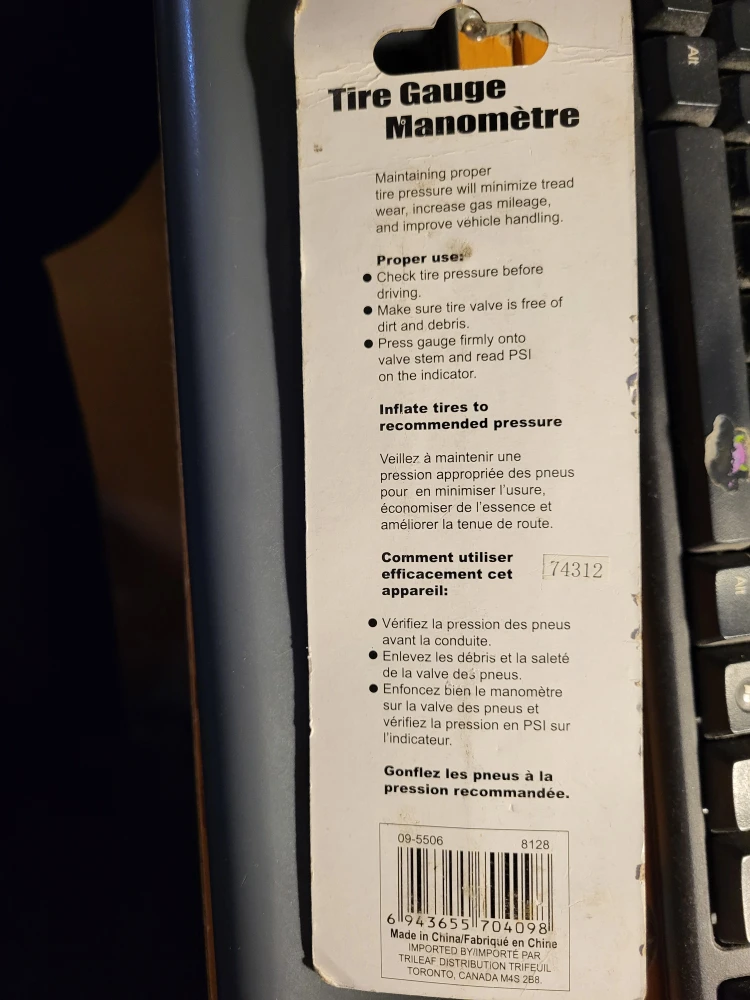 Tire Gauge
Manomètre
Maintaining proper
tire pressure will minimize tread
wear, increase gas mileage,
and improve vehicle handling.
Proper use:
● Check tire pressure before
driving.
● Make sure tire valve is free of
dirt and debris.
● Press gauge firmly onto
valve stem and read PSI
on the indicator.
Inflate tires to
recommended pressure
Veillez à maintenir une
pression appropriée des pneus
pour en minimiser l'usure,
économiser de l'essence et
améliorer la tenue de route.
Comment utiliser
efficacement cet
appareil:
74312
● Vérifiez la pression des pneus
avant la conduite.
● Enlevez les débris et la saleté
de la valve des pneus.
● Enfoncez bien le manomètre
sur la valve des pneus et
vérifiez la pression en PSI sur
l'indicateur.
Gonflez les pneus à la
pression recommandée.
09-5506 8128
6 943655 704098
Made in China/Fabriqué en Chine
IMPORTED BY/IMPORTÉ PAR
TRILEAF DISTRIBUTION TRIFEUIL
TORONTO, CANADA M4S 2B8.
Alt
Alt